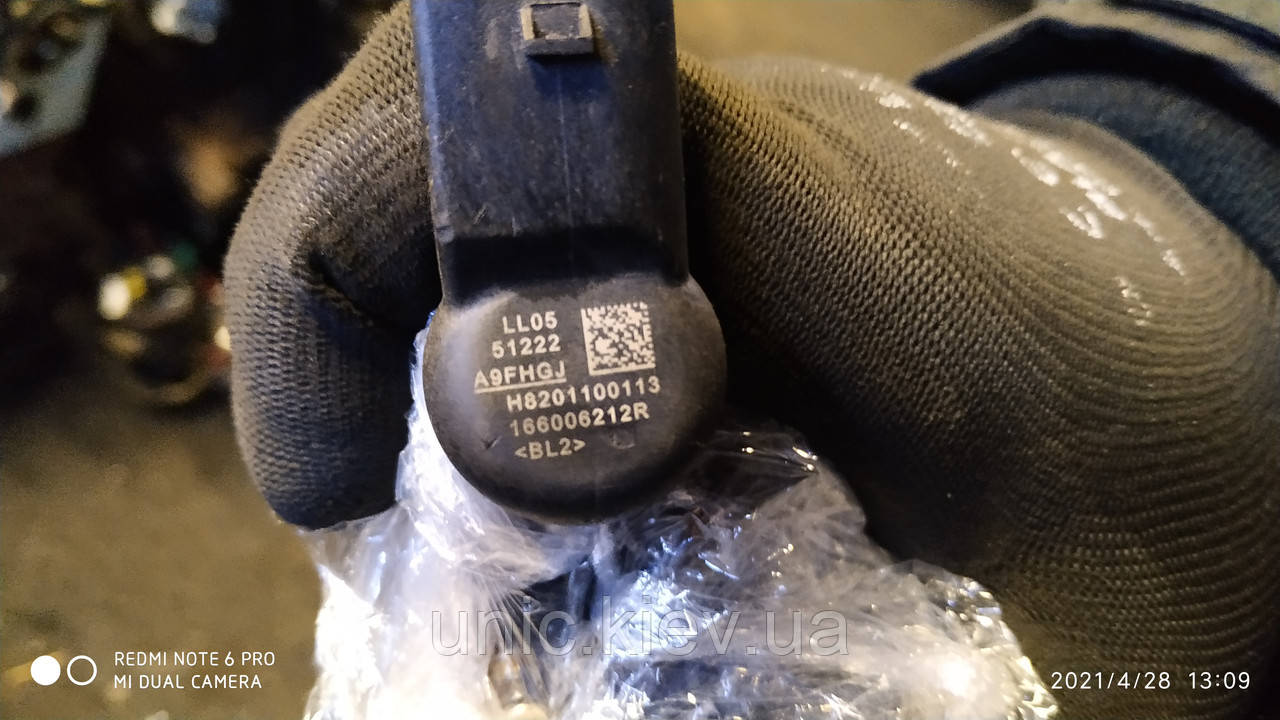 LL05
51222
A9FHGJ
H8201100113
166006212R
<BL2>
unic.kiev.ua
REDMI NOTE 6 PRO
MI DUAL CAMERA
2021/4/28 13:09